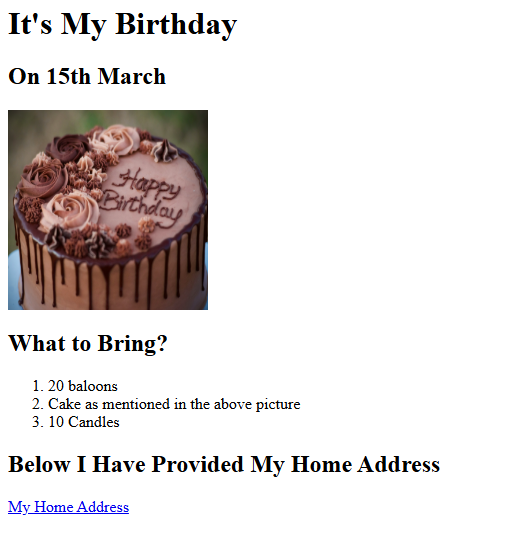 It's My Birthday
On 15th March
Happy
Birthday
What to Bring?
1. 20 baloons
2. Cake as mentioned in the above picture
3. 10 Candles
Below I Have Provided My Home Address
My Home Address